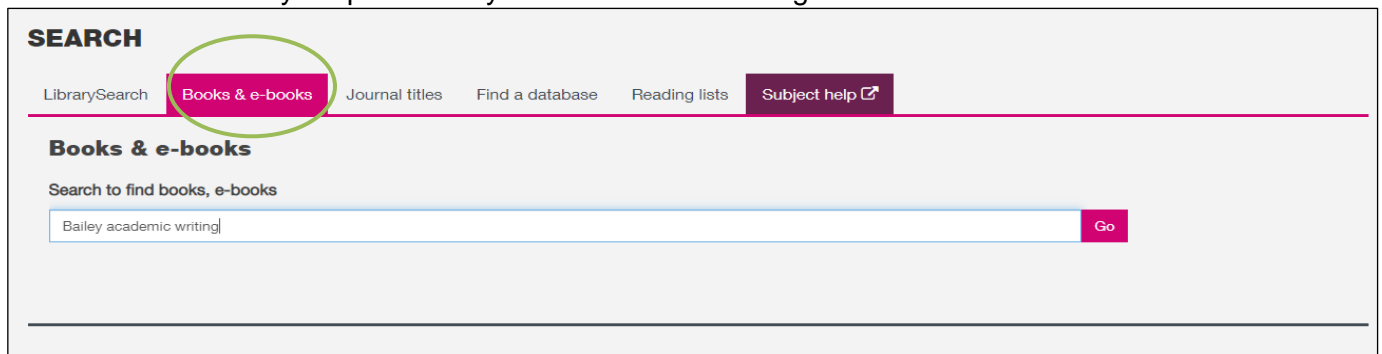 SEARCH
LibrarySearch Books & e-books Journal titles Find a database Reading lists Subject help
Books & e-books
Search to find books, e-books
Bailey academic writing
Go